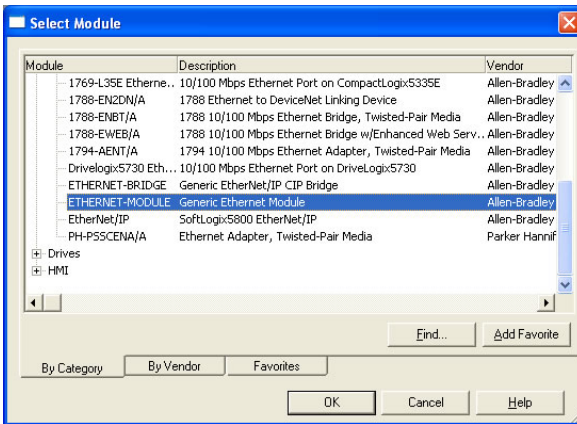 Select Module
Module Description Vendor
1769-L35E Etherne.. 10/100 Mbps Ethernet Port on CompactLogix5335E Allen-Bradley
1788-EN2DN/A 1788 Ethernet to DeviceNet Linking Device Allen-Bradley
1788-ENBT/A 1788 10/100 Mbps Ethernet Bridge, Twisted-Pair Media Allen-Bradley
1788-EWEB/A 1788 10/100 Mbps Ethernet Bridge w/Enhanced Web Serv.. Allen-Bradley
1794-AENT/A 1794 10/100 Mbps Ethernet Adapter, Twisted-Pair Media Allen-Bradley
Drivelogix5730 Eth... 10/100 Mbps Ethernet Port on DriveLogix5730 Allen-Bradley
ETHERNET-BRIDGE Generic EtherNet/IP CIP Bridge Allen-Bradley
ETHERNET-MODULE Generic Ethernet Module Allen-Bradley
EtherNet/IP SoftLogix5800 EtherNet/IP Allen-Bradley
PH-PSSCENA/A Ethernet Adapter, Twisted-Pair Media Parker Hannif
Drives
HMI
Find... Add Favorite
By Category By Vendor Favorites
OK Cancel Help